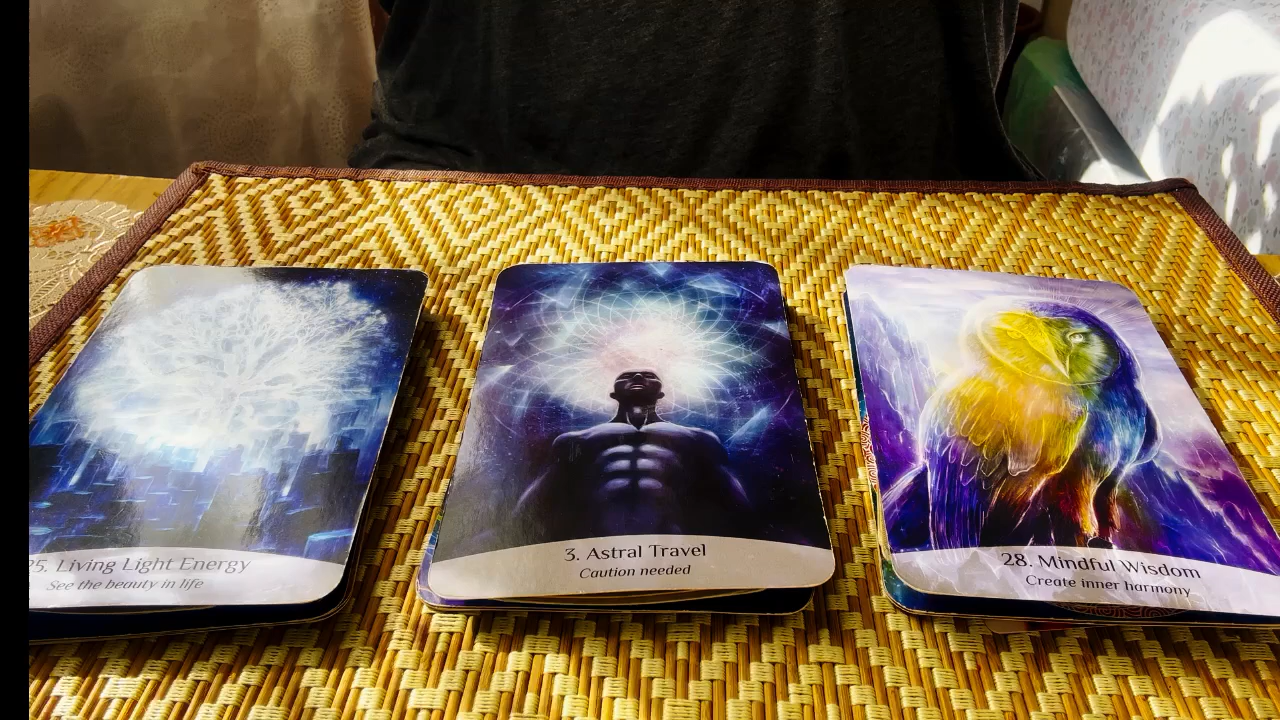 25. Living Light Energy
See the beauty in life
3. Astral Travel
Caution needed
28. Mindful Wisdom
Create inner harmony